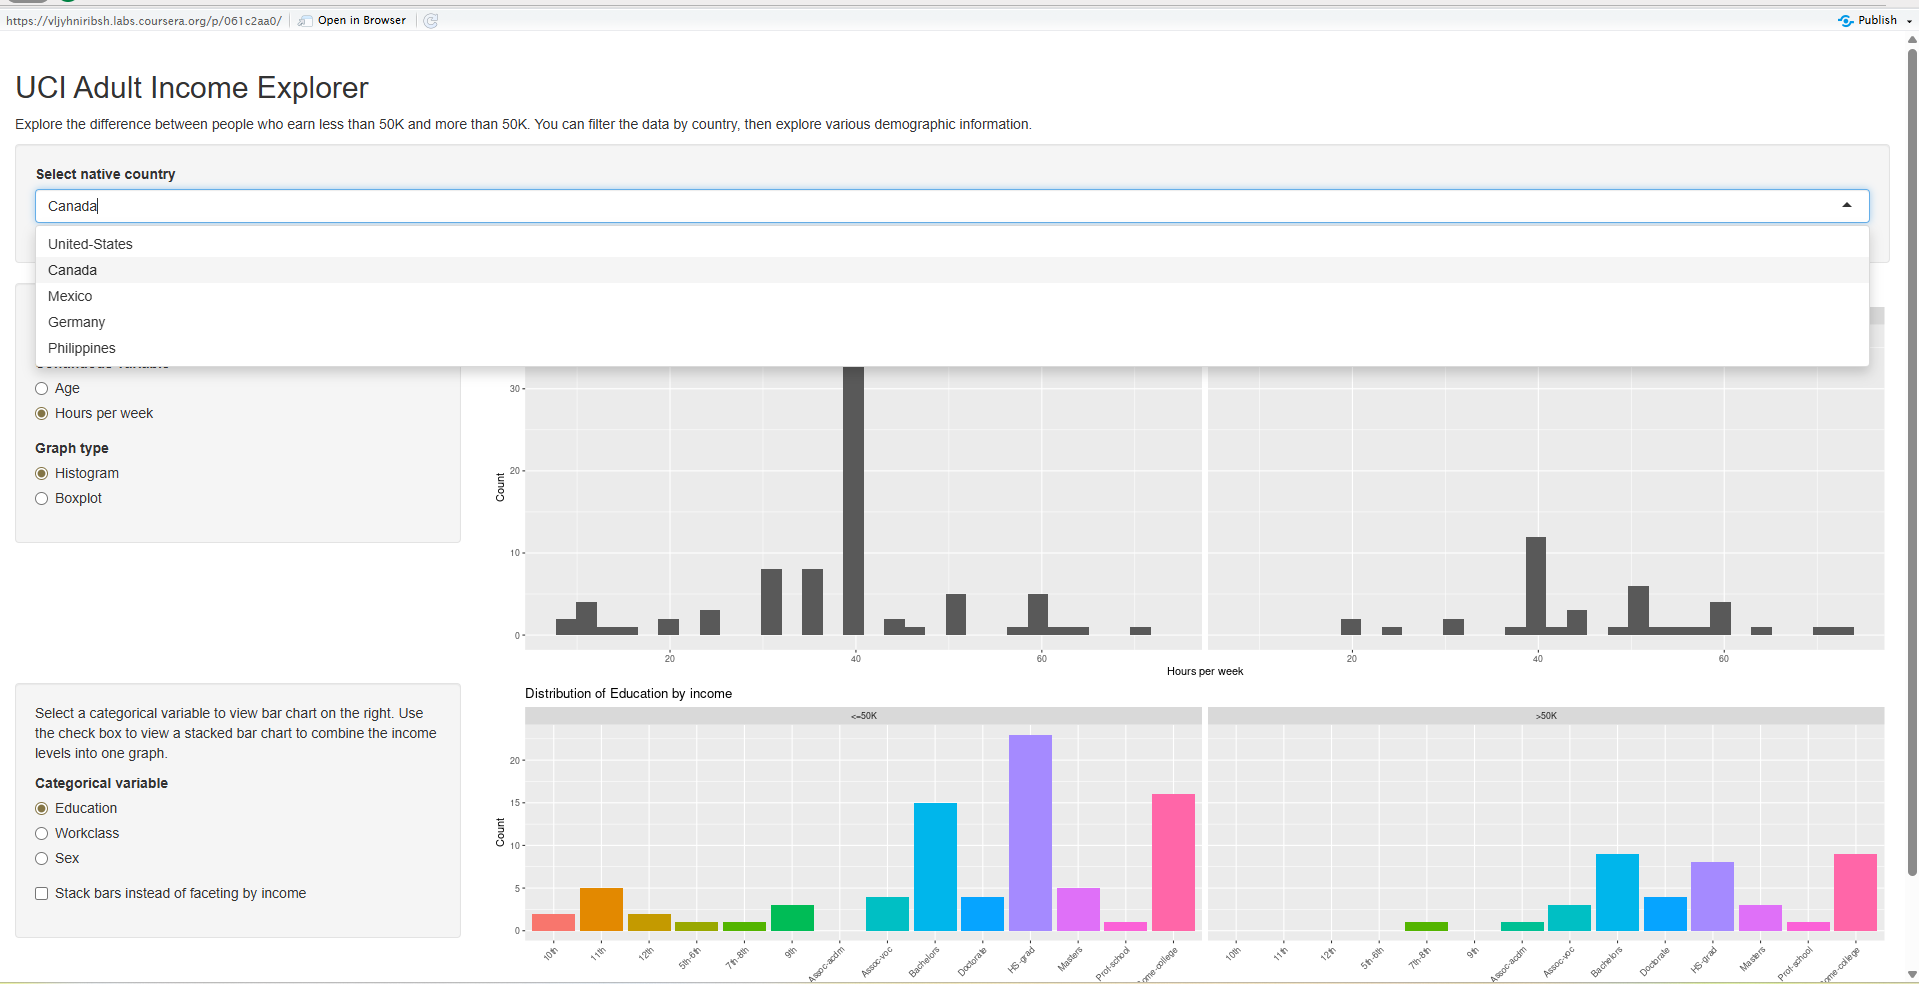 https://vljyhniribsh.labs.coursera.org/p/061c2aa0/ Open in Browser Publish
UCI Adult Income Explorer
Explore the difference between people who earn less than 50K and more than 50K. You can filter the data by country, then explore various demographic information.
Select native country
Canada
United-States
Canada
Mexico
Germany
Philippines
Age
Hours per week
Graph type
Histogram
Boxplot
30
20
10
0
Count
20 40 60 20 40 60
Hours per week
Select a categorical variable to view bar chart on the right. Use
the check box to view a stacked bar chart to combine the income
levels into one graph.
Categorical variable
Education
Workclass
Sex
Stack bars instead of faceting by income
Distribution of Education by income
<=50K >50K
20
15
10
5
0
Count
10th 11th 12th 5th-6th 7th-8th 9th Assoc-acdm Assoc-voc Bachelors Doctorate HS-grad Masters Prof-school ome-college
10th 11th 12th 5th-6th 7th-8th 9th Assoc-acdm Assoc-voc Bachelors Doctorate HS-grad Masters Prof-school ome-college